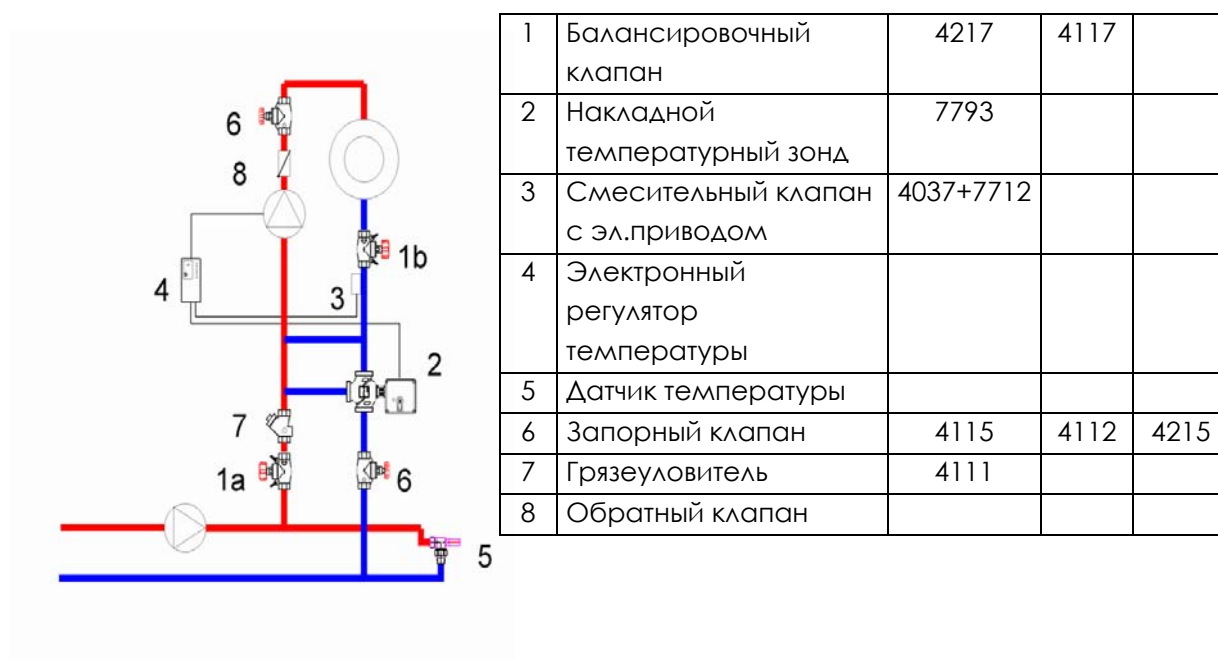 6
8
1b
4
3
2
7
1a
6
5
1 Балансировочный 4217 4117
клапан
2 Накладной 7793
температурный зонд
3 Смесительный клапан 4037+7712
с эл.приводом
4 Электронный
регулятор
температуры
5 Датчик температуры
6 Запорный клапан 4115 4112 4215
7 Грязеуловитель 4111
8 Обратный клапан